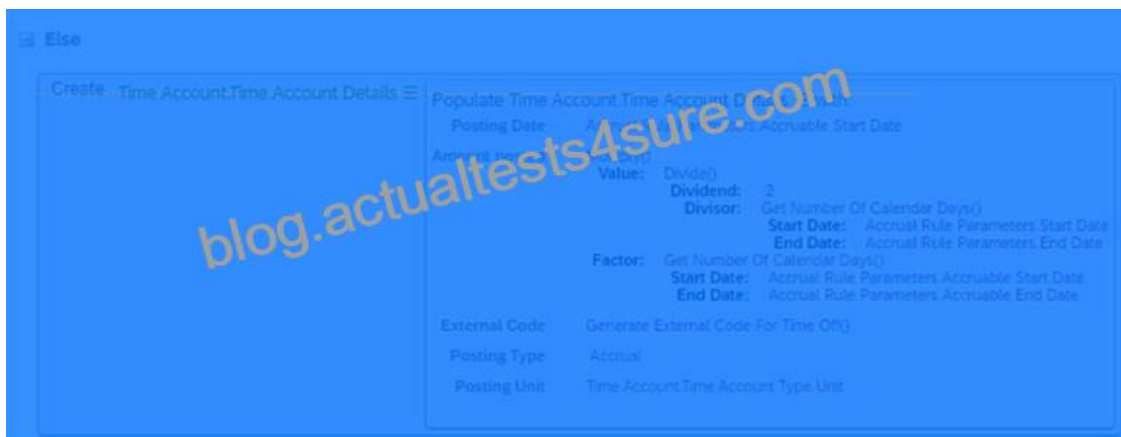 Else
Create Time Account.Time Account Details
Populate Time Account.Time Account with:
Posting Date Accruable Start Date
blog.actualtests4sure.com
Value: Divide()
Dividend: 2
Divisor: Get Number Of Calendar Days()
Start Date: Accrual Rule Parameters.Start Date
End Date: Accrual Rule Parameters.End Date
Factor: Get Number Of Calendar Days()
Start Date: Accrual Rule Parameters.Accruable Start Date
End Date: Accrual Rule Parameters.Accruable End Date
External Code Generate External Code For Time Off()
Posting Type Accrual
Posting Unit Time Account.Time Account Type.Unit